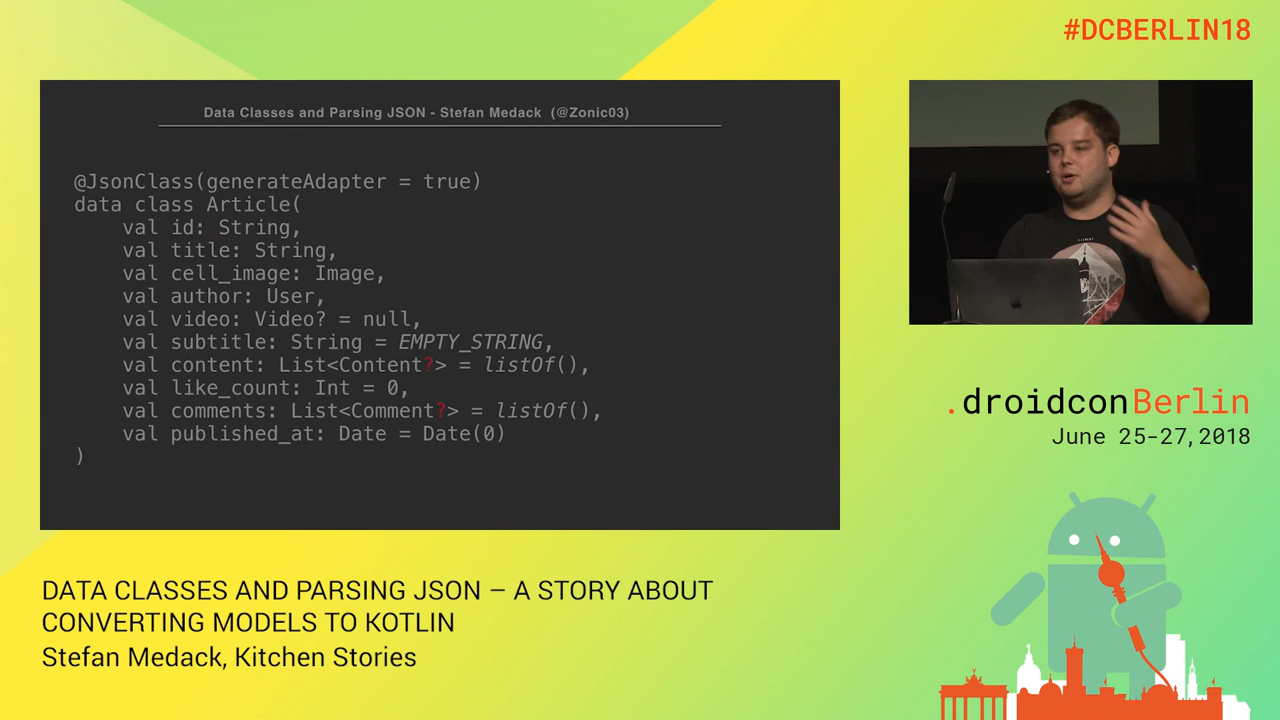 #DCBERLIN18
Data Classes and Parsing JSON - Stefan Medack (@Zonic03)
@JsonClass(generateAdapter = true)
data class Article(
val id: String,
val title: String,
val cell_image: Image,
val author: User,
val video: Video? = null,
val subtitle: String = EMPTY_STRING,
val content: List<Content?> = listOf(),
val like_count: Int = 0,
val comments: List<Comment?> = listOf(),
val published_at: Date = Date(0)
)
.droidconBerlin
June 25-27,2018
DATA CLASSES AND PARSING JSON – A STORY ABOUT
CONVERTING MODELS TO KOTLIN
Stefan Medack, Kitchen Stories